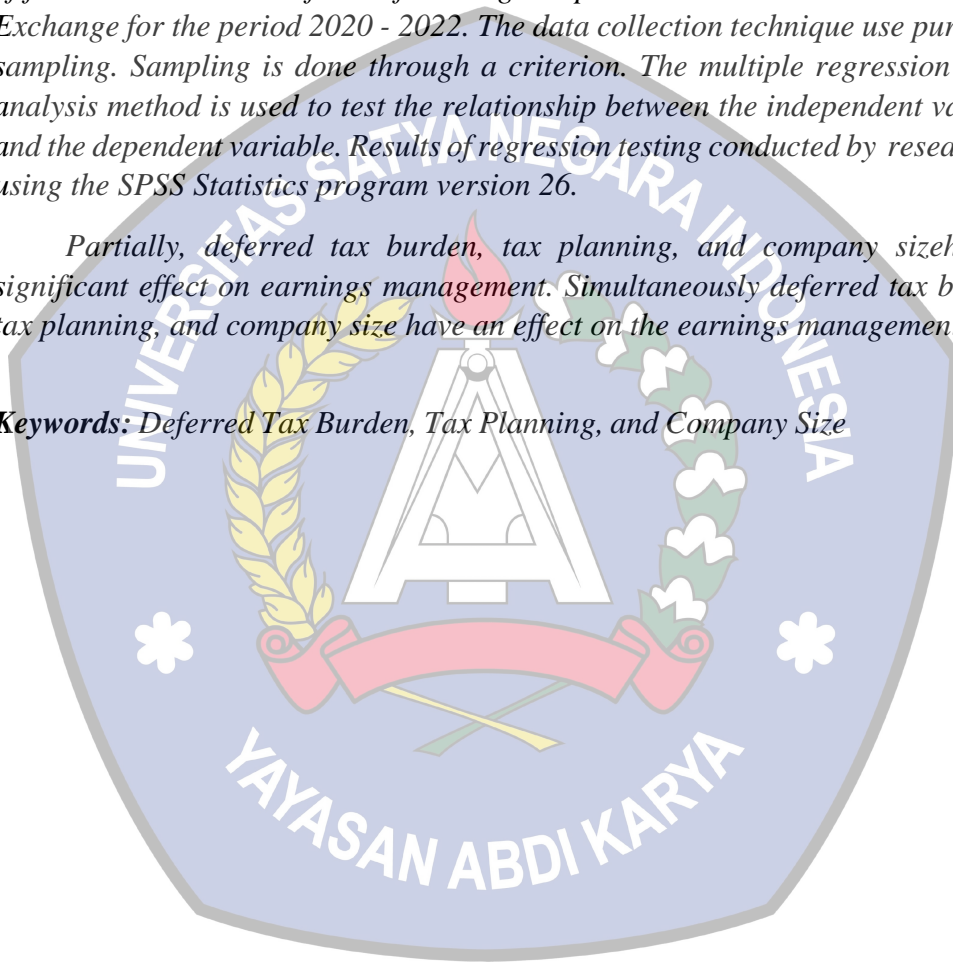 Exchange for the period 2020 - 2022. The data collection technique use pur
sampling. Sampling is done through a criterion. The multiple regression
analysis method is used to test the relationship between the independent va
and the dependent variable. Results of regression testing conducted by resea
using the SPSS Statistics program version 26.
Partially, deferred tax burden, tax planning, and company sizeh
significant effect on earnings management. Simultaneously deferred tax b
tax planning, and company size have an effect on the earnings management
Keywords: Deferred Tax Burden, Tax Planning, and Company Size
UNIVERSITAS SATYA NEGARA INDONESIA
YAYASAN ABDI KARYA